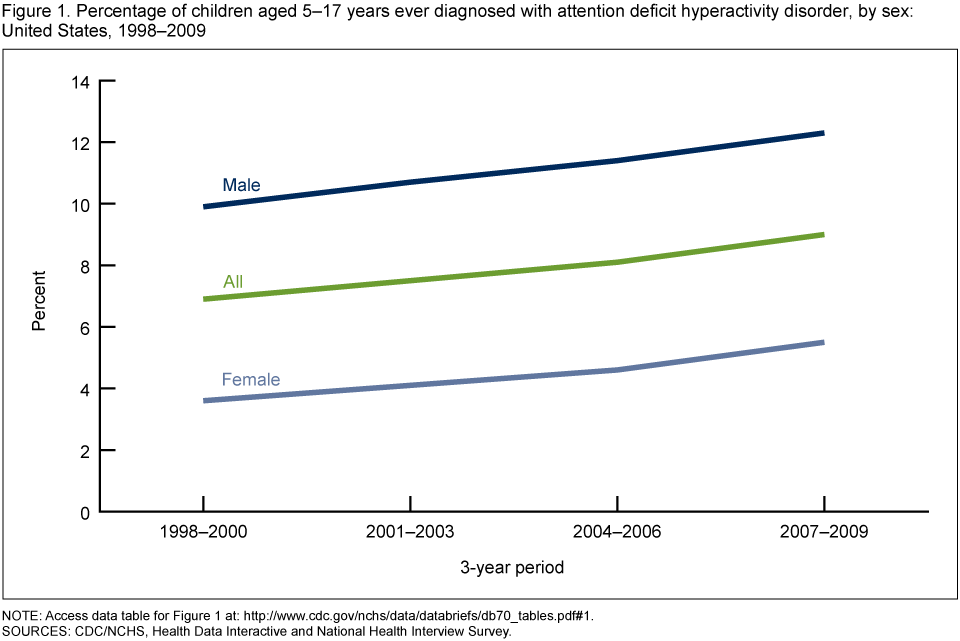 Figure 1. Percentage of children aged 5–17 years ever diagnosed with attention deficit hyperactivity disorder, by sex:
United States, 1998–2009
14
12
10
8
6
4
2
0
Percent
Male
All
Female
1998–2000
2001–2003
2004–2006
2007–2009
3-year period
NOTE: Access data table for Figure 1 at: http://www.cdc.gov/nchs/data/databriefs/db70_tables.pdf#1.
SOURCES: CDC/NCHS, Health Data Interactive and National Health Interview Survey.